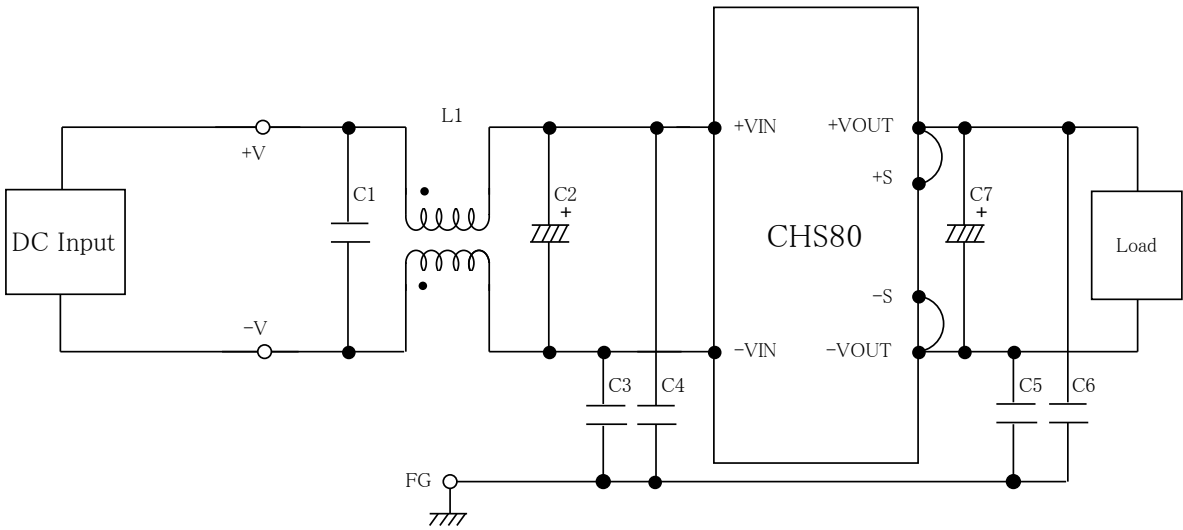 L1
+V
+VIN
+VOUT
+S
C1
C2
+
C7
+
DC Input
CHS80
Load
−S
−V
−VIN
−VOUT
C3
C4
C5
C6
FG